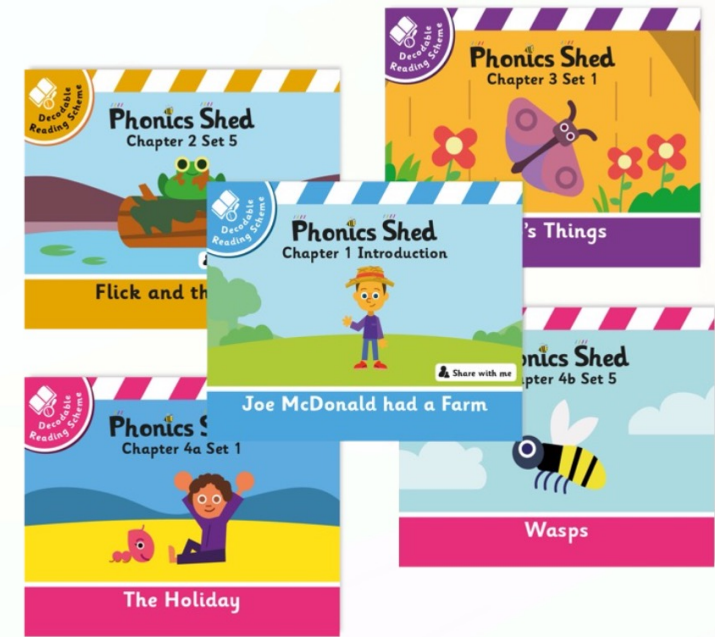 Decodable
Reading Scheme
Phonics Shed
Chapter 3 Set 1
's Things
Decodable
Reading Scheme
Phonics Shed
Chapter 2 Set 5
Flick and th
Decodable
Reading Scheme
Phonics Shed
Chapter 1 Introduction
Share with me
Joe McDonald had a Farm
onics Shed
pter 4b Set 5
Wasps
Decodable
Reading Scheme
Phonics S
Chapter 4a Set 1
The Holiday